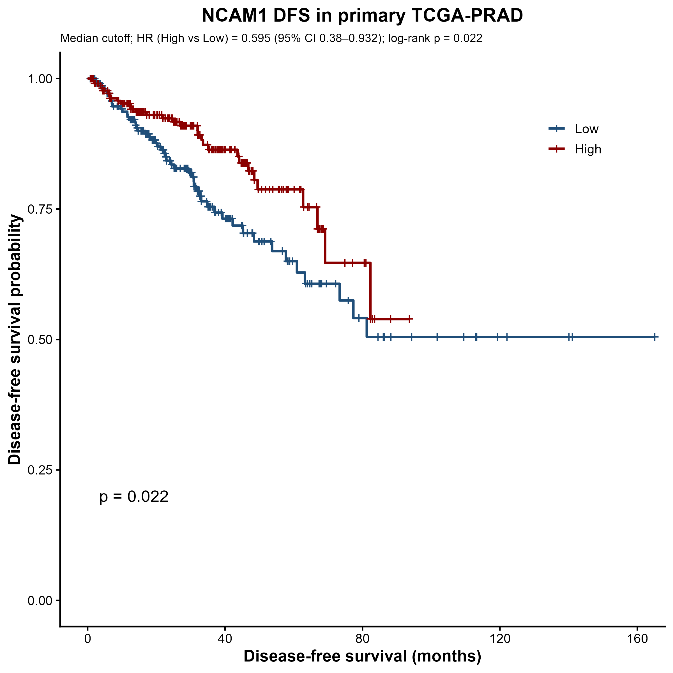 NCAM1 DFS in primary TCGA-PRAD
Median cutoff; HR (High vs Low) = 0.595 (95% CI 0.38–0.932); log-rank p = 0.022
1.00
0.75
0.50
0.25
0.00
Disease-free survival probability
Low
High
p = 0.022
0 40 80 120 160
Disease-free survival (months)